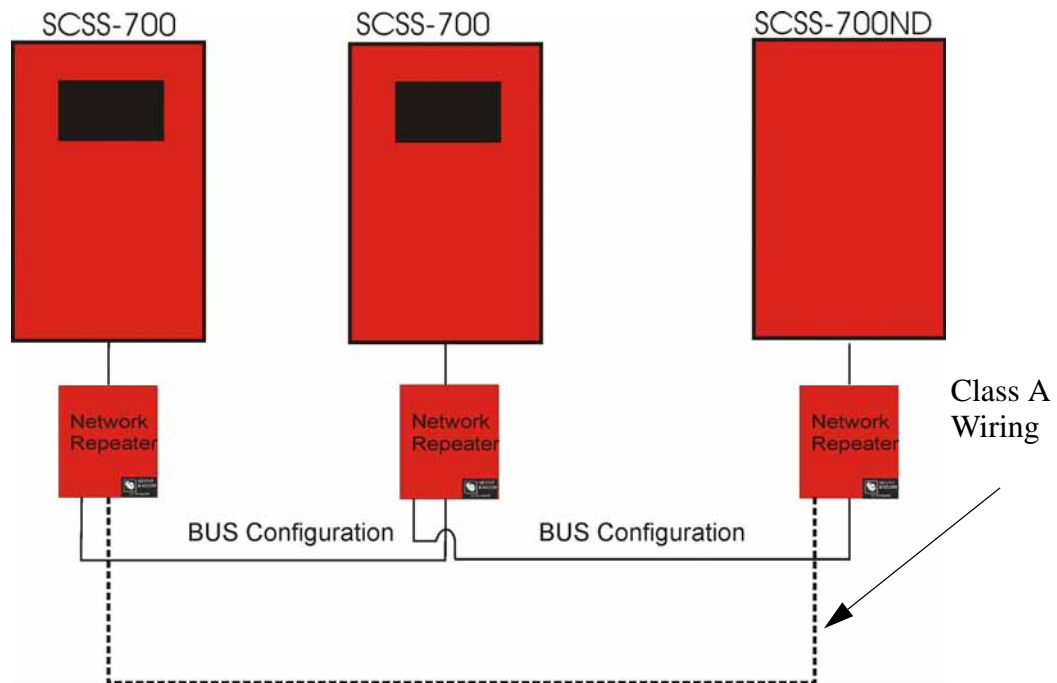 SCSS-700
SCSS-700
SCSS-700ND
Network
Repeater
Network
Repeater
Network
Repeater
Class A
Wiring
BUS Configuration
BUS Configuration